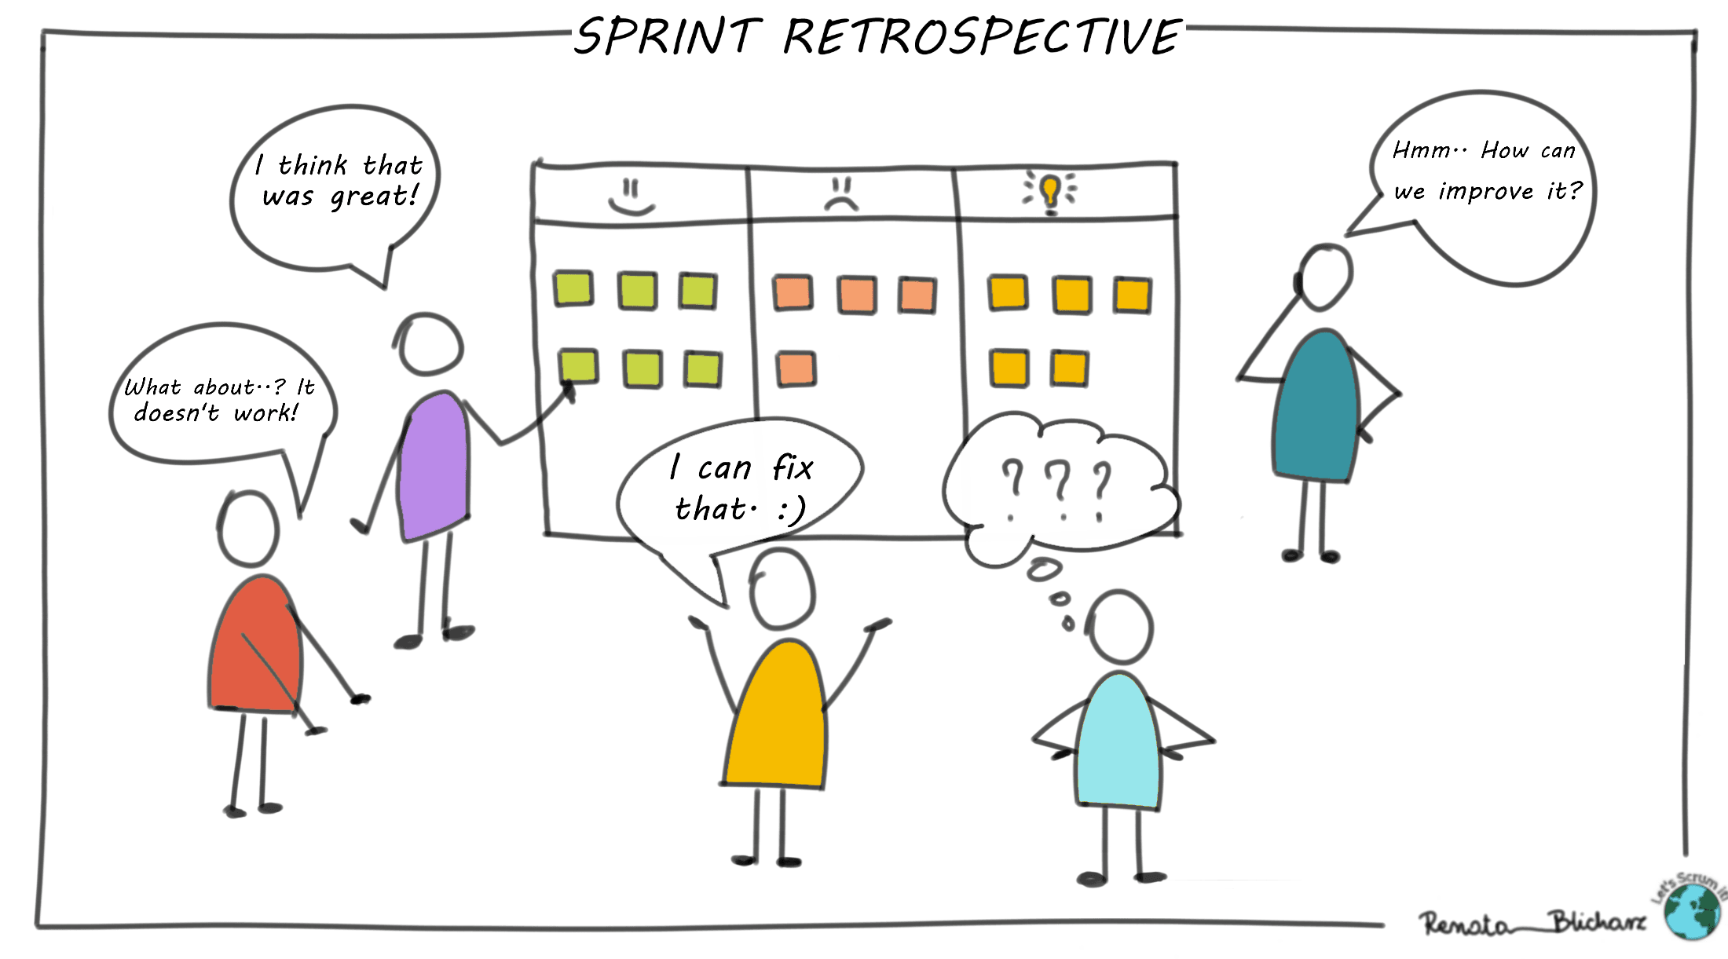 SPRINT RETROSPECTIVE
I think that
was great!
Hmm.. How can
we improve it?
What about..? It
doesn't work!
I can fix
that. :)
? ? ?
Renata Blicharz
Let's Scrum it!